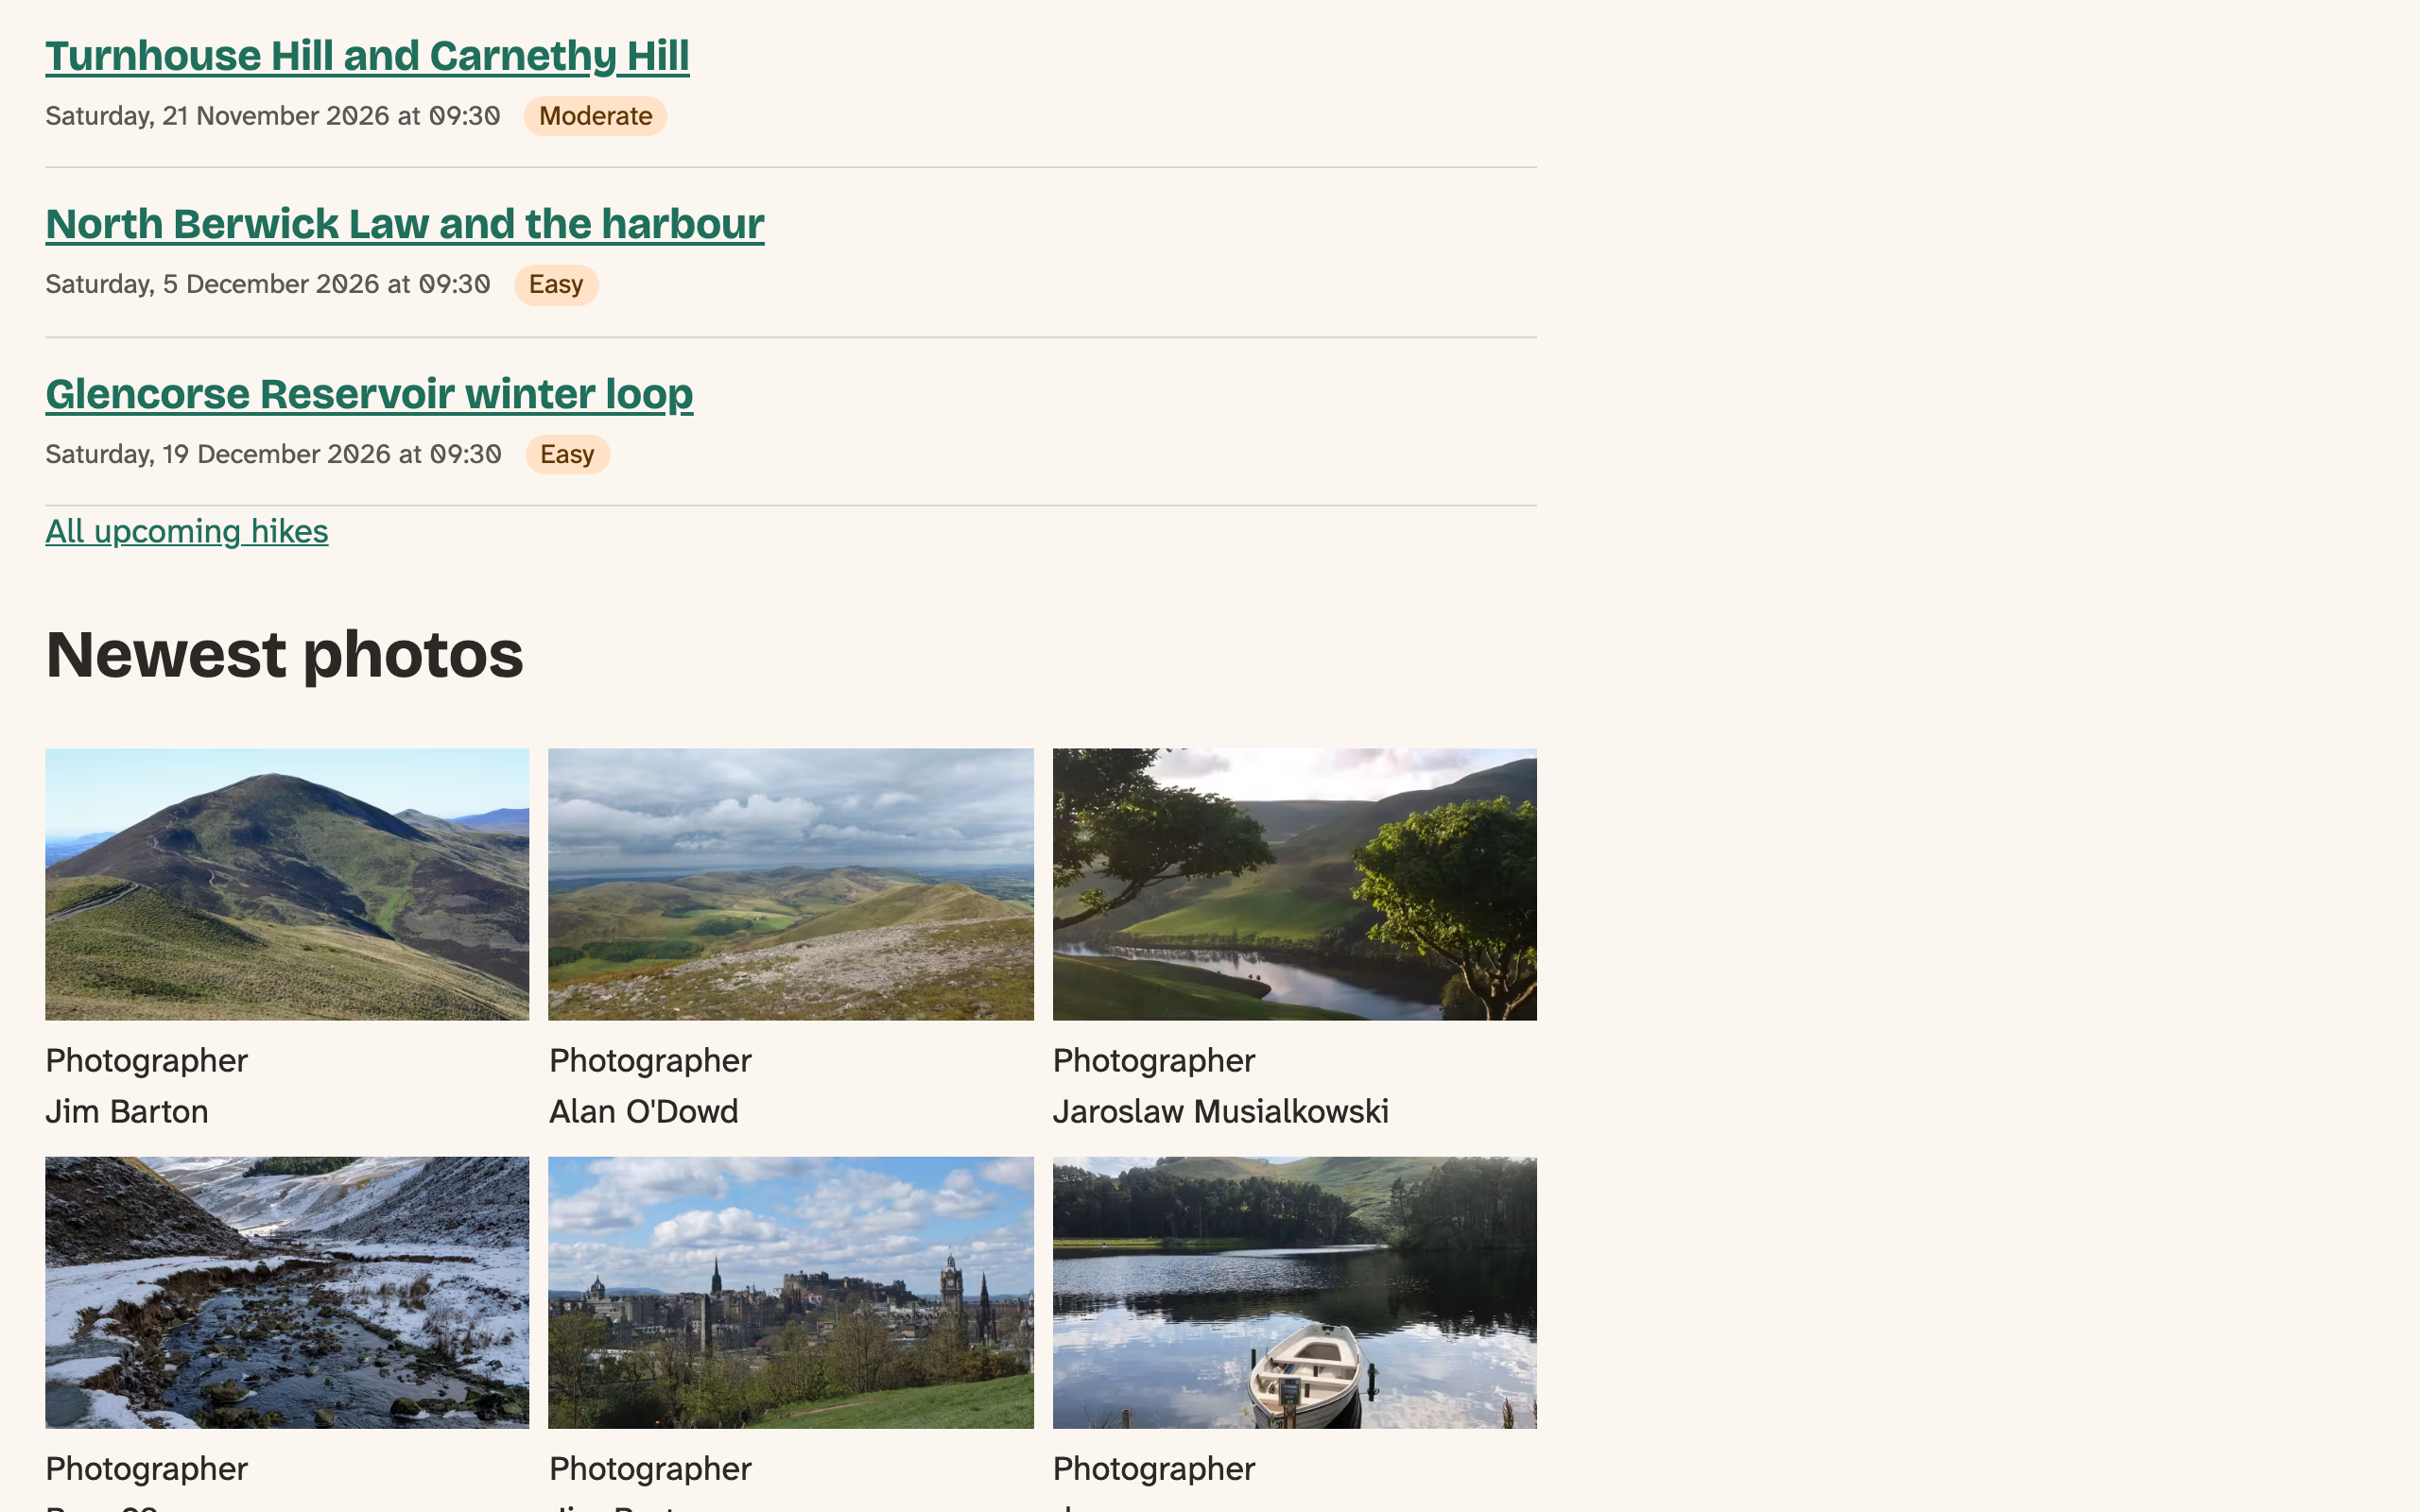 Turnhouse Hill and Carnethy Hill
Saturday, 21 November 2026 at 09:30 Moderate
North Berwick Law and the harbour
Saturday, 5 December 2026 at 09:30 Easy
Glencorse Reservoir winter loop
Saturday, 19 December 2026 at 09:30 Easy
All upcoming hikes
Newest photos
Photographer Photographer Photographer
Jim Barton Alan O'Dowd Jaroslaw Musialkowski
Photographer Photographer Photographer